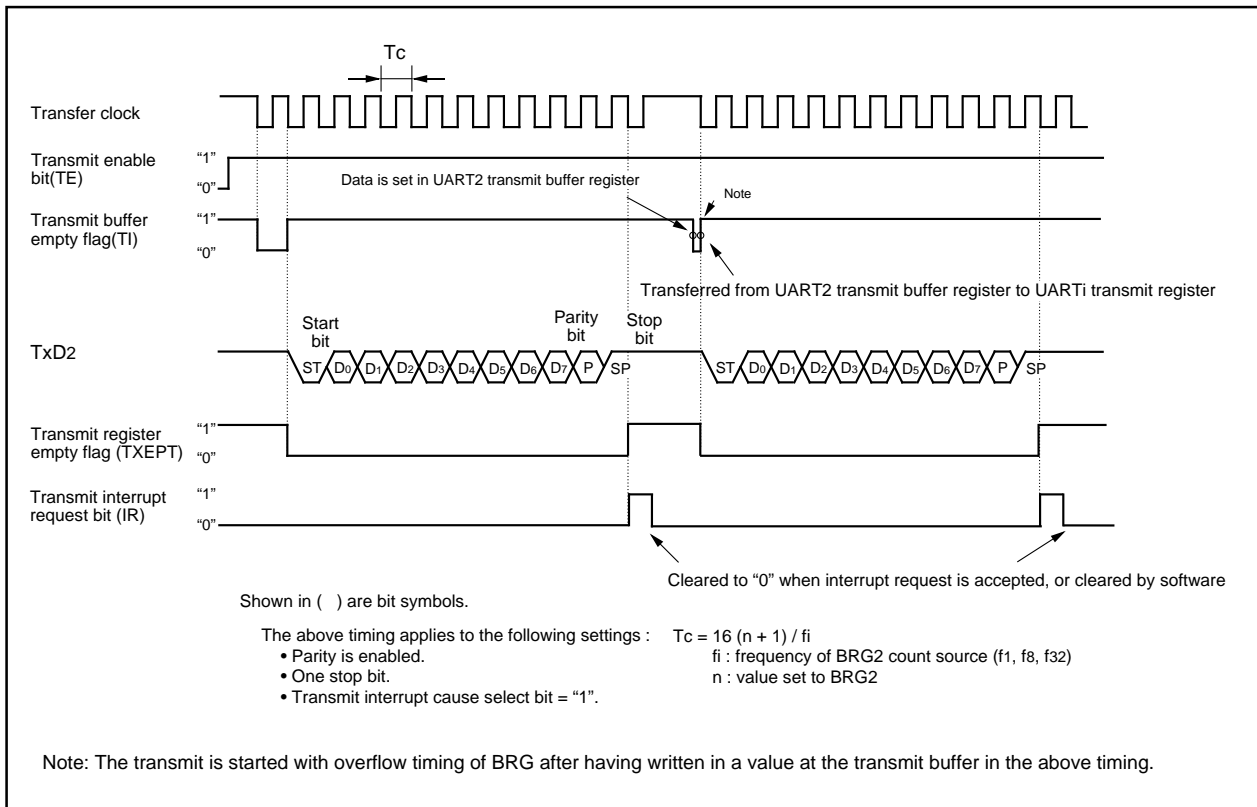 Tc
Transfer clock
Transmit enable
bit(TE)
“1”
“0”
Data is set in UART2 transmit buffer register
Note
Transmit buffer
empty flag(TI)
“1”
“0”
Transferred from UART2 transmit buffer register to UARTi transmit register
Start
bit
Parity
bit
Stop
bit
TxD2
ST D0 D1 D2 D3 D4 D5 D6 D7 P SP ST D0 D1 D2 D3 D4 D5 D6 D7 P SP
Transmit register
empty flag (TXEPT)
“1”
“0”
Transmit interrupt
request bit (IR)
“1”
“0”
Cleared to “0” when interrupt request is accepted, or cleared by software
Shown in ( ) are bit symbols.
The above timing applies to the following settings :
• Parity is enabled.
• One stop bit.
• Transmit interrupt cause select bit = “1”.
Tc = 16 (n + 1) / fi
fi : frequency of BRG2 count source (f1, f8, f32)
n : value set to BRG2
Note: The transmit is started with overflow timing of BRG after having written in a value at the transmit buffer in the above timing.